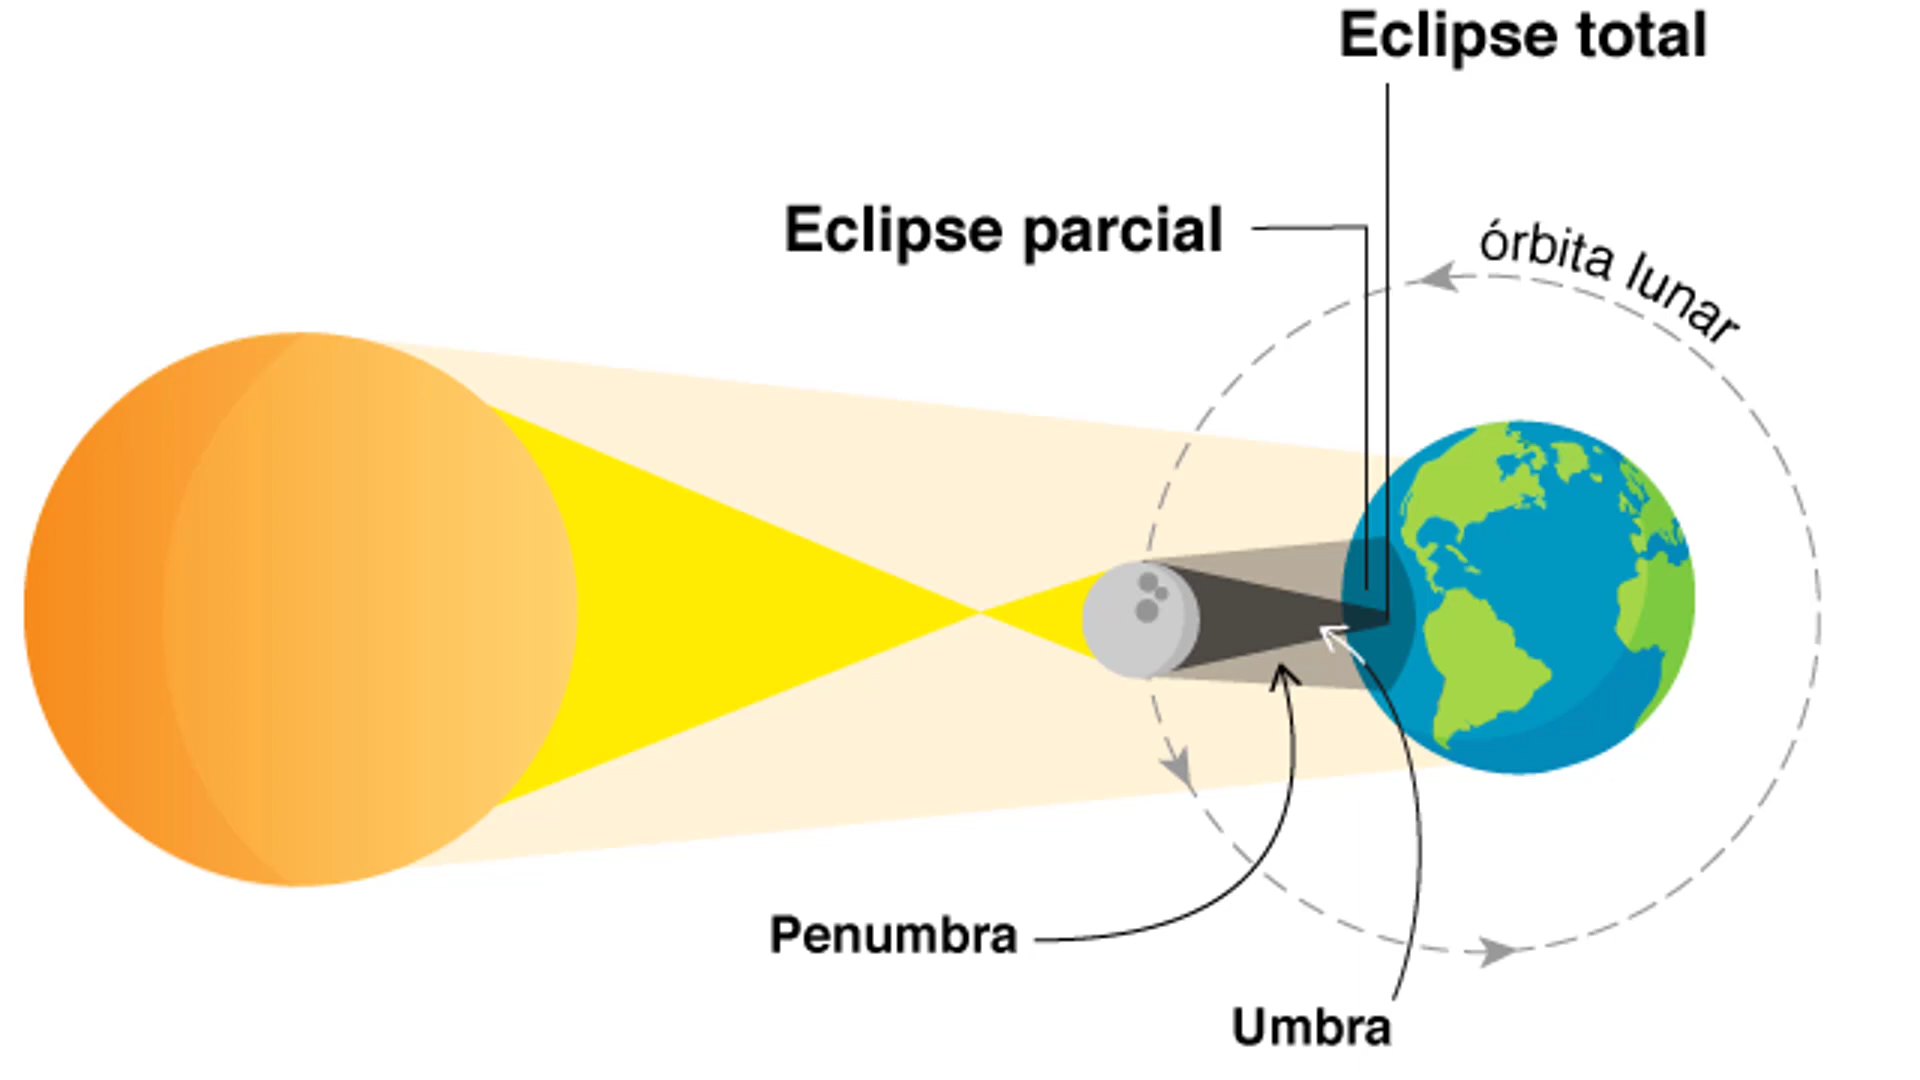 Eclipse total
Eclipse parcial
órbita lunar
Penumbra
Umbra